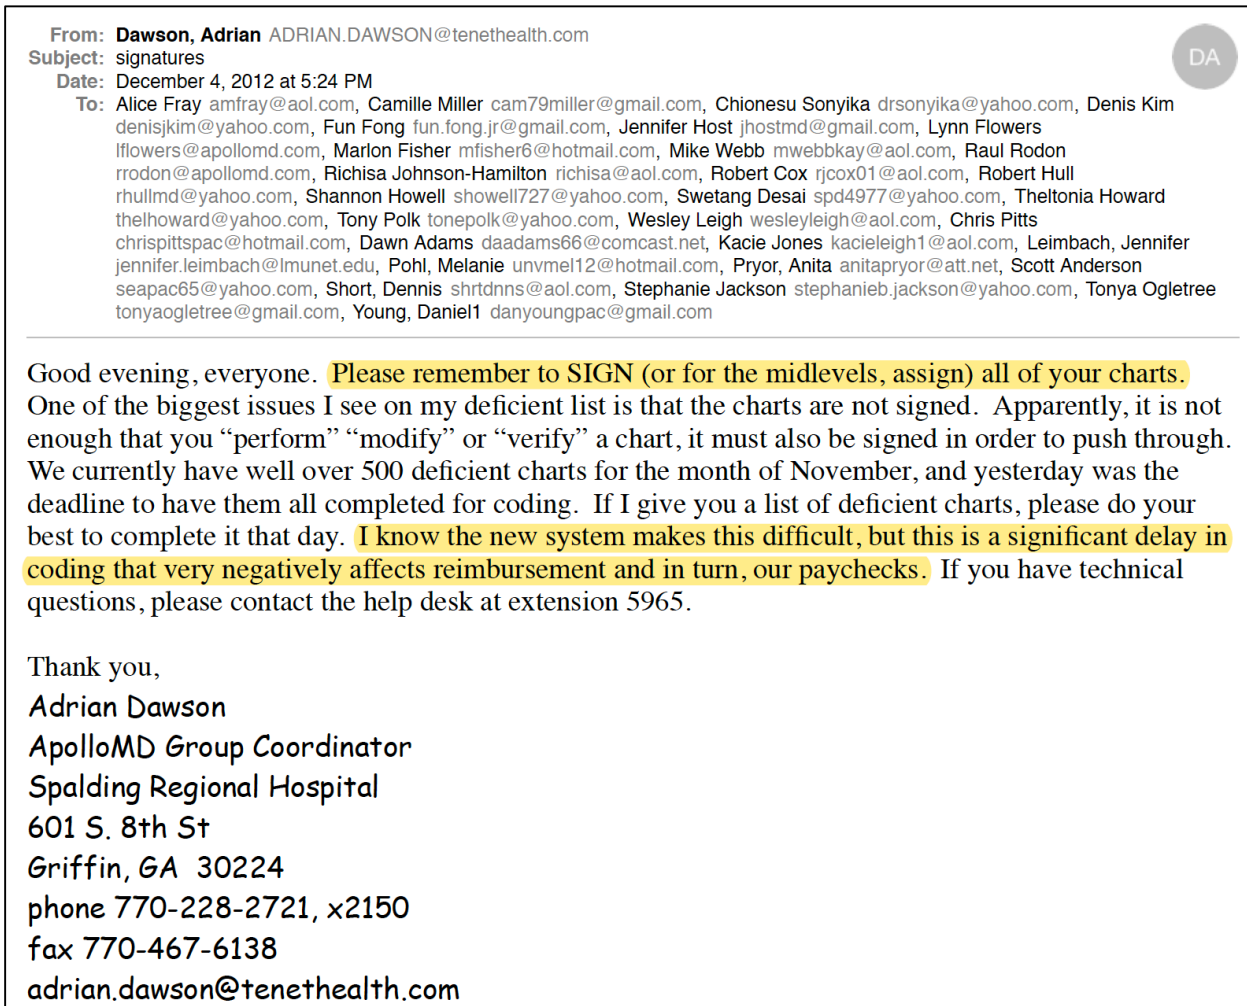 From: Dawson, Adrian ADRIAN.DAWSON@tenethealth.com
Subject: signatures
Date: December 4, 2012 at 5:24 PM
To: Alice Fray amfray@aol.com, Camille Miller cam79miller@gmail.com, Chionesu Sonyika drsonyika@yahoo.com, Denis Kim
denisjkim@yahoo.com, Fun Fong fun.fong.jr@gmail.com, Jennifer Host jhostmd@gmail.com, Lynn Flowers
lflowers@apollomd.com, Marlon Fisher mfisher6@hotmail.com, Mike Webb mwebbkay@aol.com, Raul Rodon
rrodon@apollomd.com, Richisa Johnson-Hamilton richisa@aol.com, Robert Cox rjcox01@aol.com, Robert Hull
rhullmd@yahoo.com, Shannon Howell showell727@yahoo.com, Swetang Desai spd4977@yahoo.com, Theltonia Howard
thelhoward@yahoo.com, Tony Polk tonepolk@yahoo.com, Wesley Leigh wesleyleigh@aol.com, Chris Pitts
chrispittspac@hotmail.com, Dawn Adams daadams66@comcast.net, Kacie Jones kacieleigh1@aol.com, Leimbach, Jennifer
jennifer.leimbach@lmunet.edu, Pohl, Melanie unvmel12@hotmail.com, Pryor, Anita anitapryor@att.net, Scott Anderson
seapac65@yahoo.com, Short, Dennis shrtdnns@aol.com, Stephanie Jackson stephanieb.jackson@yahoo.com, Tonya Ogletree
tonyaogletree@gmail.com, Young, Daniel1 danyoungpac@gmail.com
DA
Good evening, everyone. Please remember to SIGN (or for the midlevels, assign) all of your charts.
One of the biggest issues I see on my deficient list is that the charts are not signed. Apparently, it is not
enough that you “perform” “modify” or “verify” a chart, it must also be signed in order to push through.
We currently have well over 500 deficient charts for the month of November, and yesterday was the
deadline to have them all completed for coding. If I give you a list of deficient charts, please do your
best to complete it that day. I know the new system makes this difficult, but this is a significant delay in
coding that very negatively affects reimbursement and in turn, our paychecks. If you have technical
questions, please contact the help desk at extension 5965.
Thank you,
Adrian Dawson
ApolloMD Group Coordinator
Spalding Regional Hospital
601 S. 8th St
Griffin, GA 30224
phone 770-228-2721, x2150
fax 770-467-6138
adrian.dawson@tenethealth.com